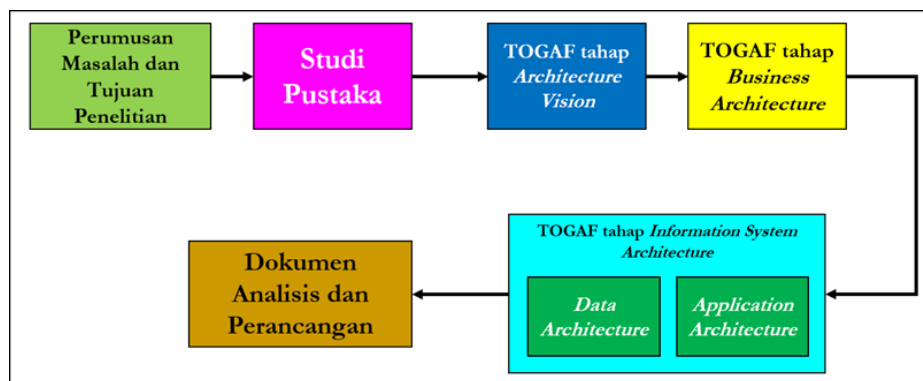 Perumusan
Masalah dan
Tujuan
Penelitian
Studi
Pustaka
TOGAF tahap
Architecture
Vision
TOGAF tahap
Business
Architecture
TOGAF tahap Information System
Architecture
Data
Architecture
Application
Architecture
Dokumen
Analisis dan
Perancangan